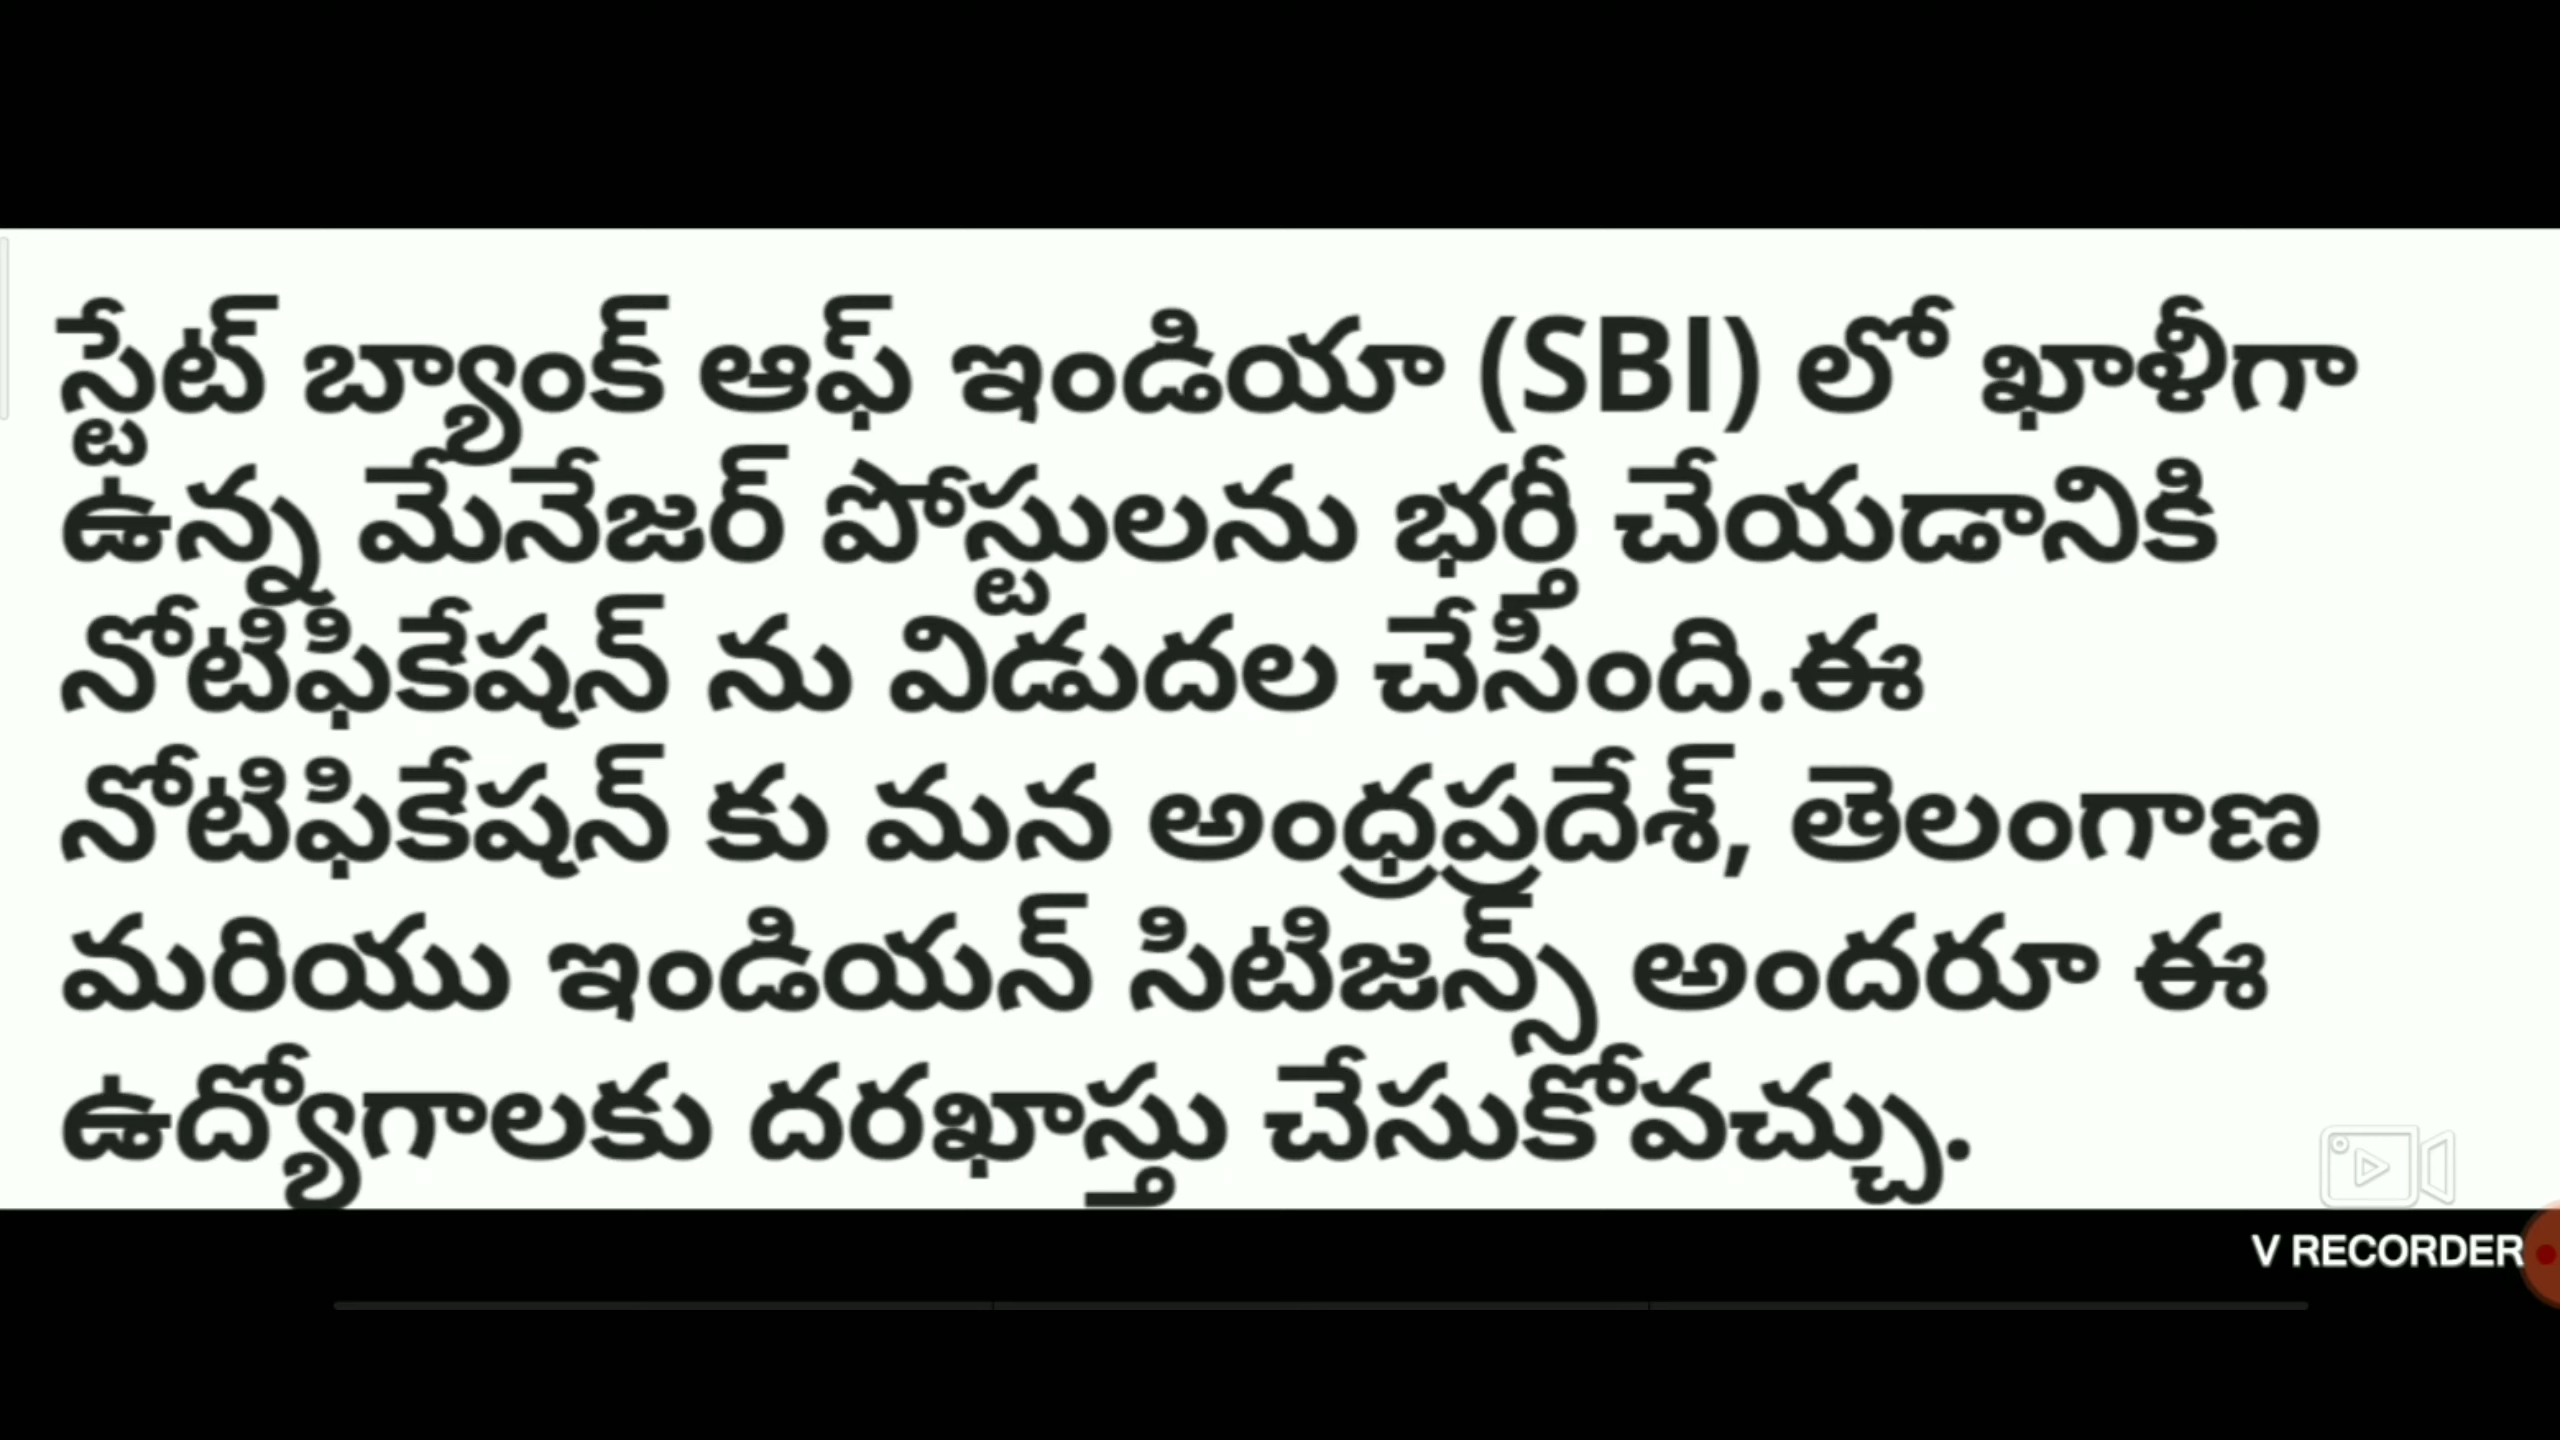 స్టేట్ బ్యాంక్ ఆఫ్ ఇండియా (SBI) లో ఖాళీగా
ఉన్న మేనేజర్ పోస్టులను భర్తీ చేయడానికి
నోటిఫికేషన్ ను విడుదల చేసింది.ఈ
నోటిఫికేషన్ కు మన అంధ్రప్రదేశ్, తెలంగాణ
మరియు ఇండియన్ సిటిజన్స్ అందరూ ఈ
ఉద్యోగాలకు దరఖాస్తు చేసుకోవచ్చు.
V RECORDER